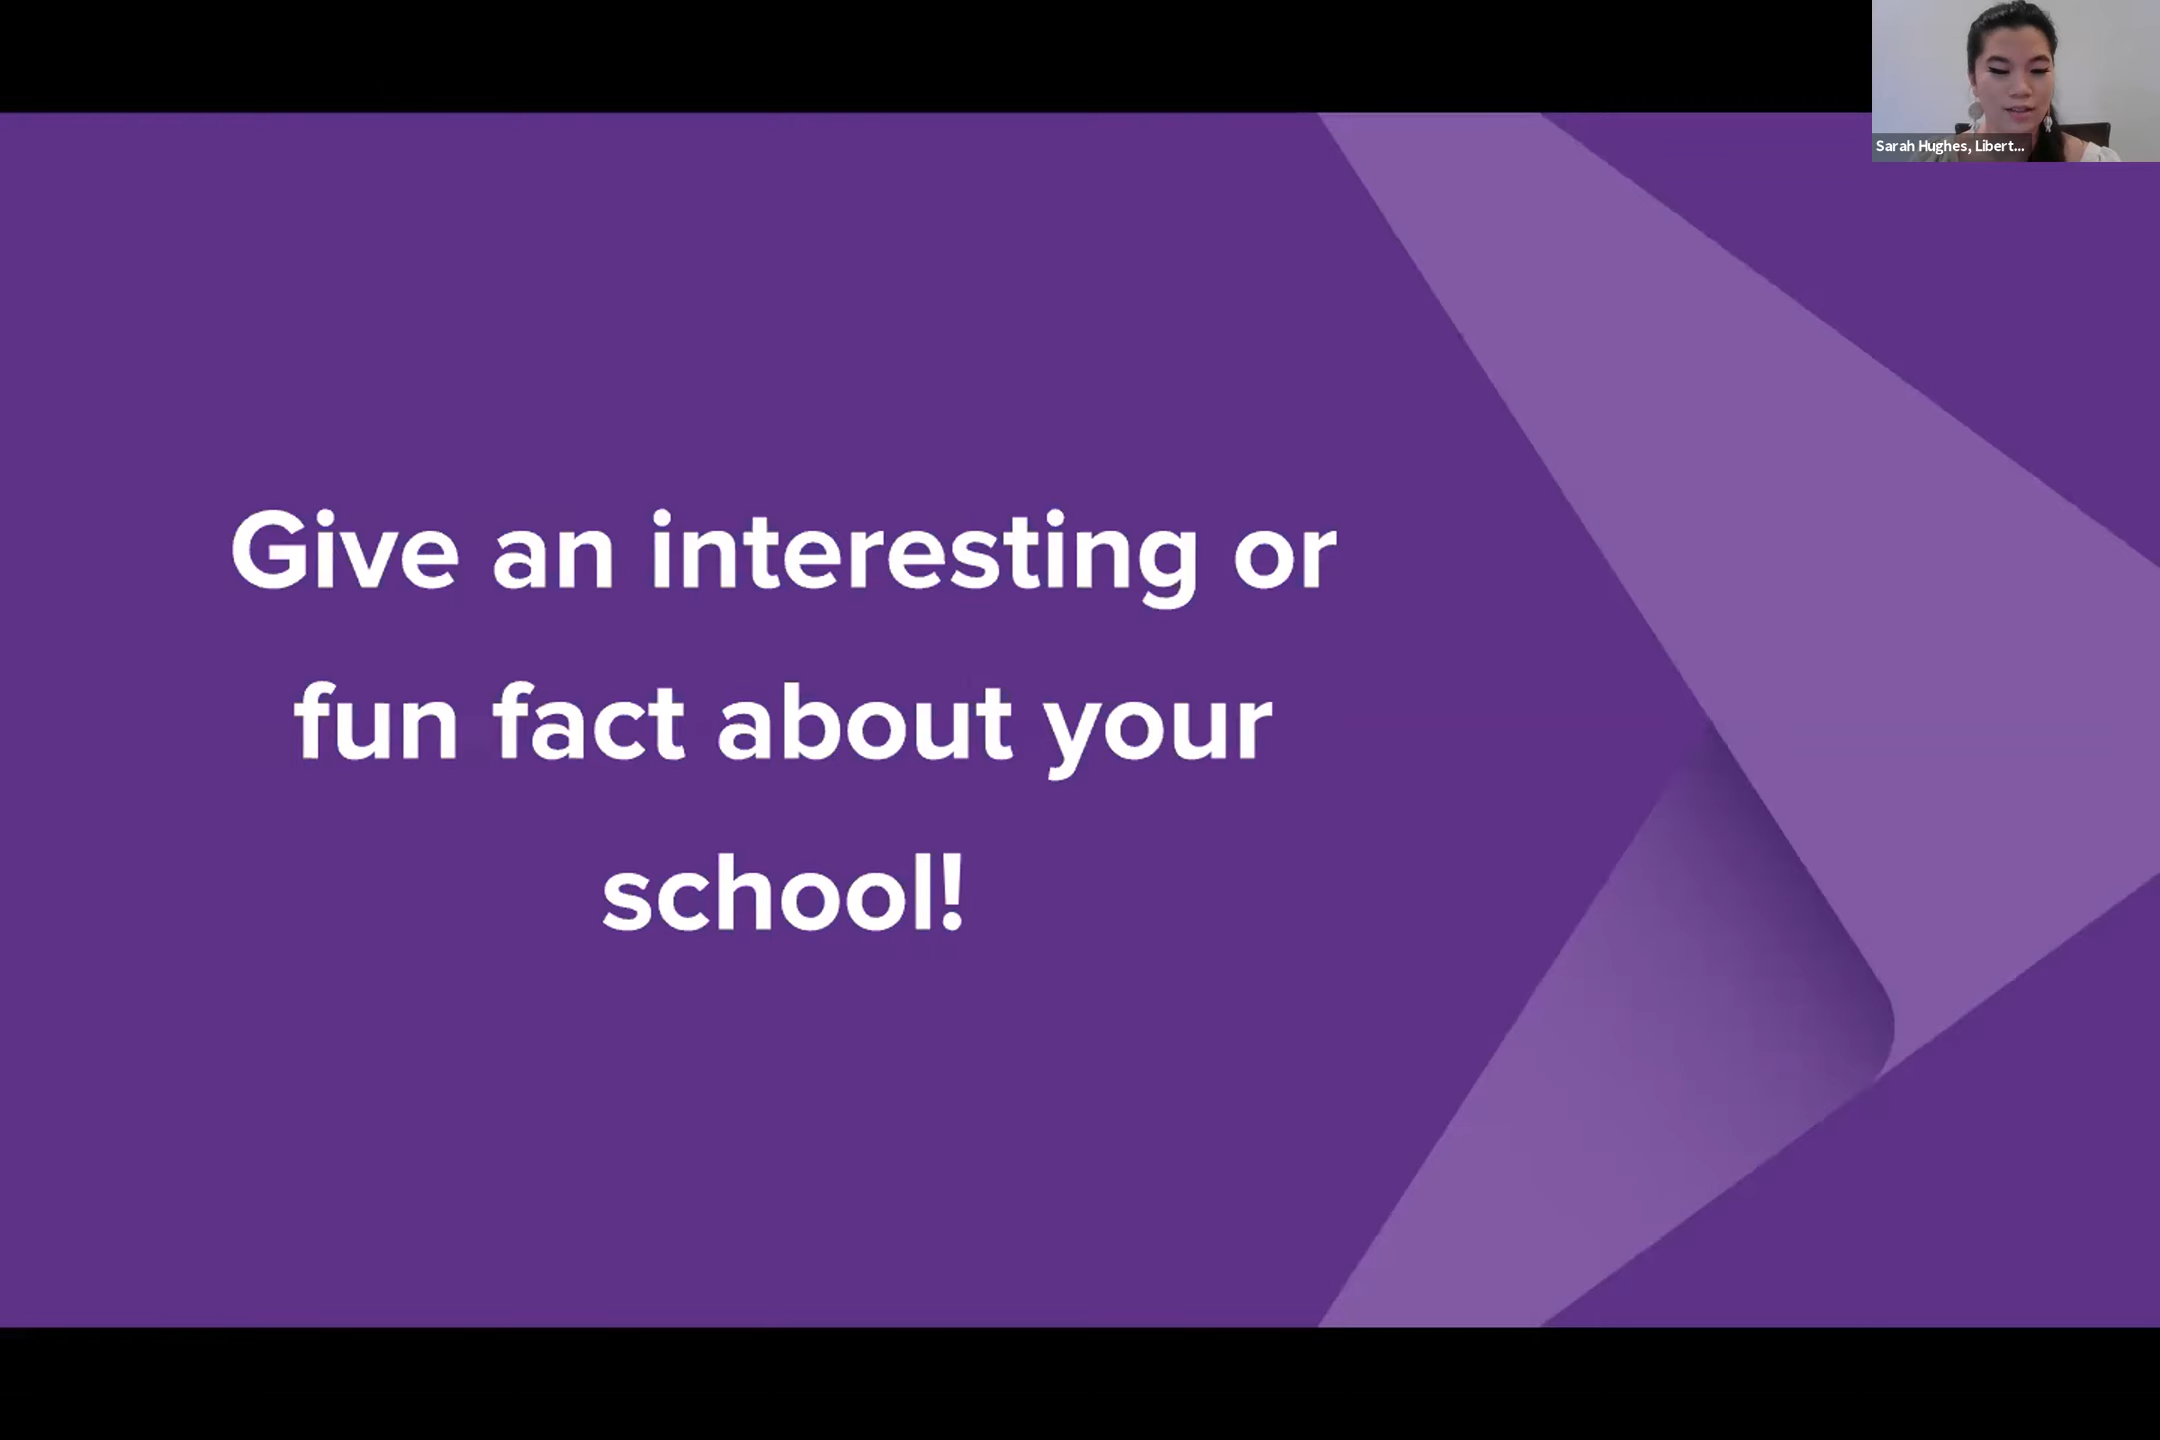 Sarah Hughes, Libert...
Give an interesting or
fun fact about your
school!